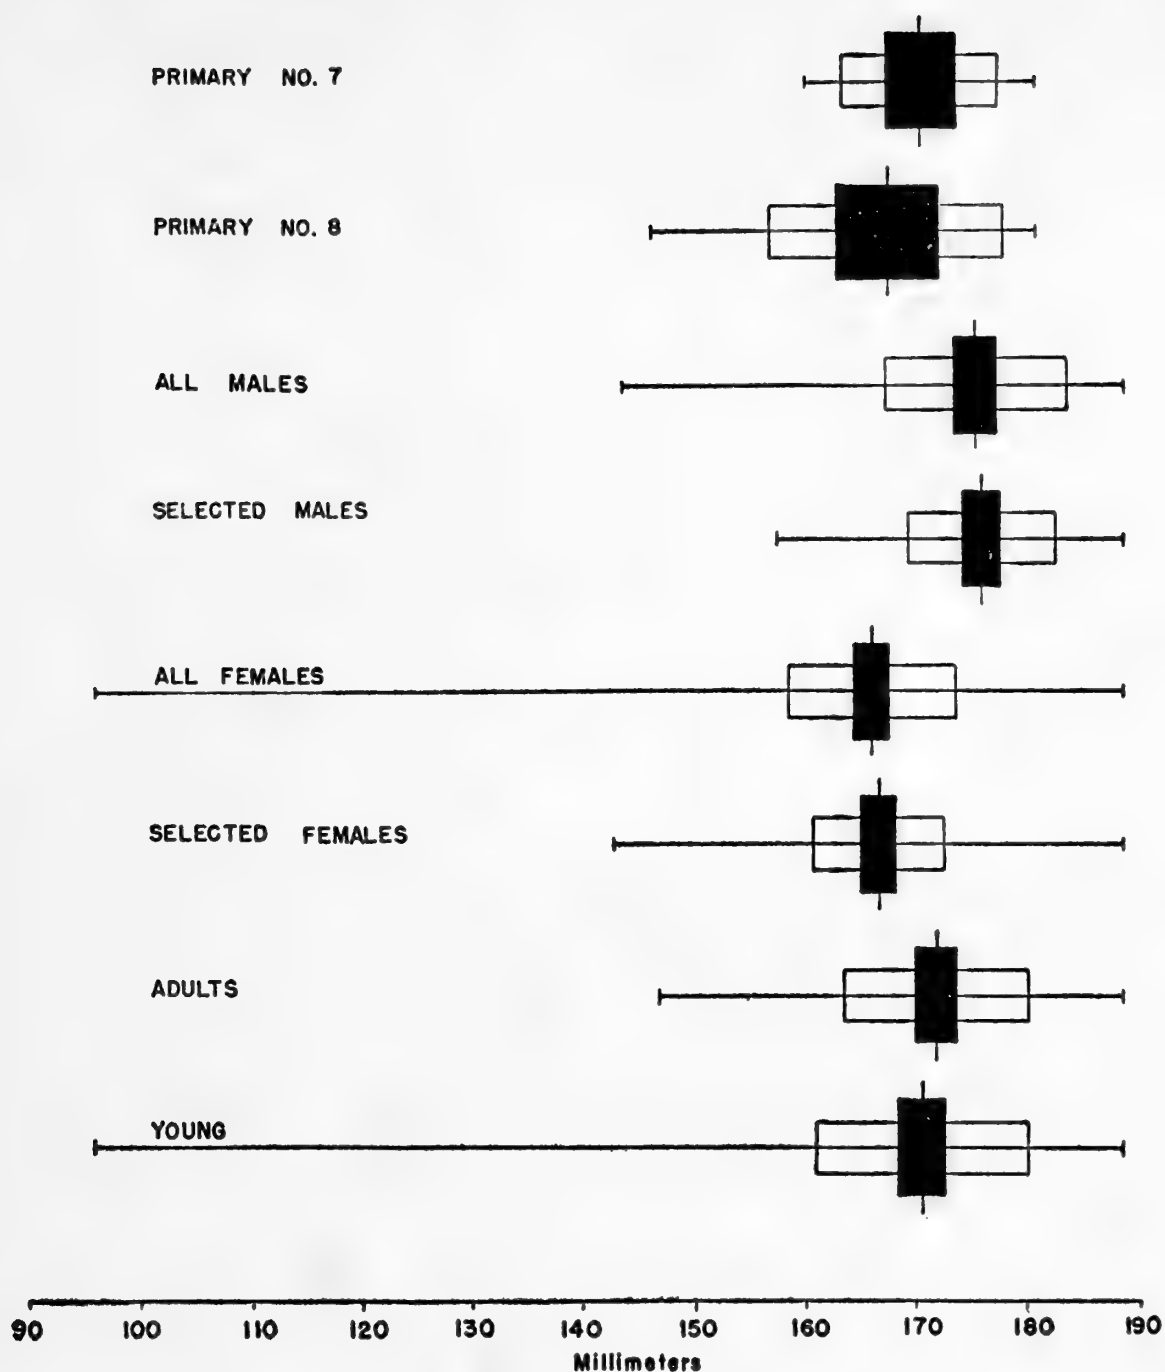 PRIMARY NO. 7
PRIMARY NO. 8
ALL MALES
SELECTED MALES
ALL FEMALES
SELECTED FEMALES
ADULTS
YOUNG
90 100 110 120 130 140 150 160 170 180 190
Millimeters